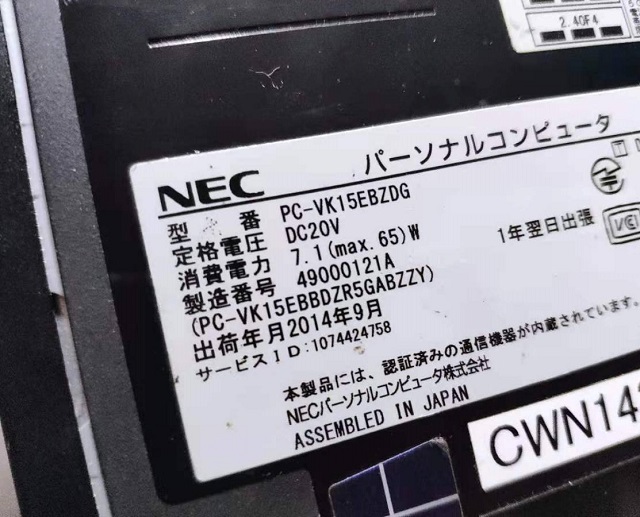 2.40F4
パーソナルコンピュータ
NEC
型 番 PC-VK15EBZDG
定格電圧 DC20V
消費電力 7.1(max.65)W
製造番号 49000121A
1年翌日出張
(PC-VK15EBBDZR5GABZZY)
出荷年月2014年9月
サービスID:1074424758
本製品には、認証済みの通信機器が内蔵されています。
NECパーソナルコンピュータ株式会社
ASSEMBLED IN JAPAN
CWN14